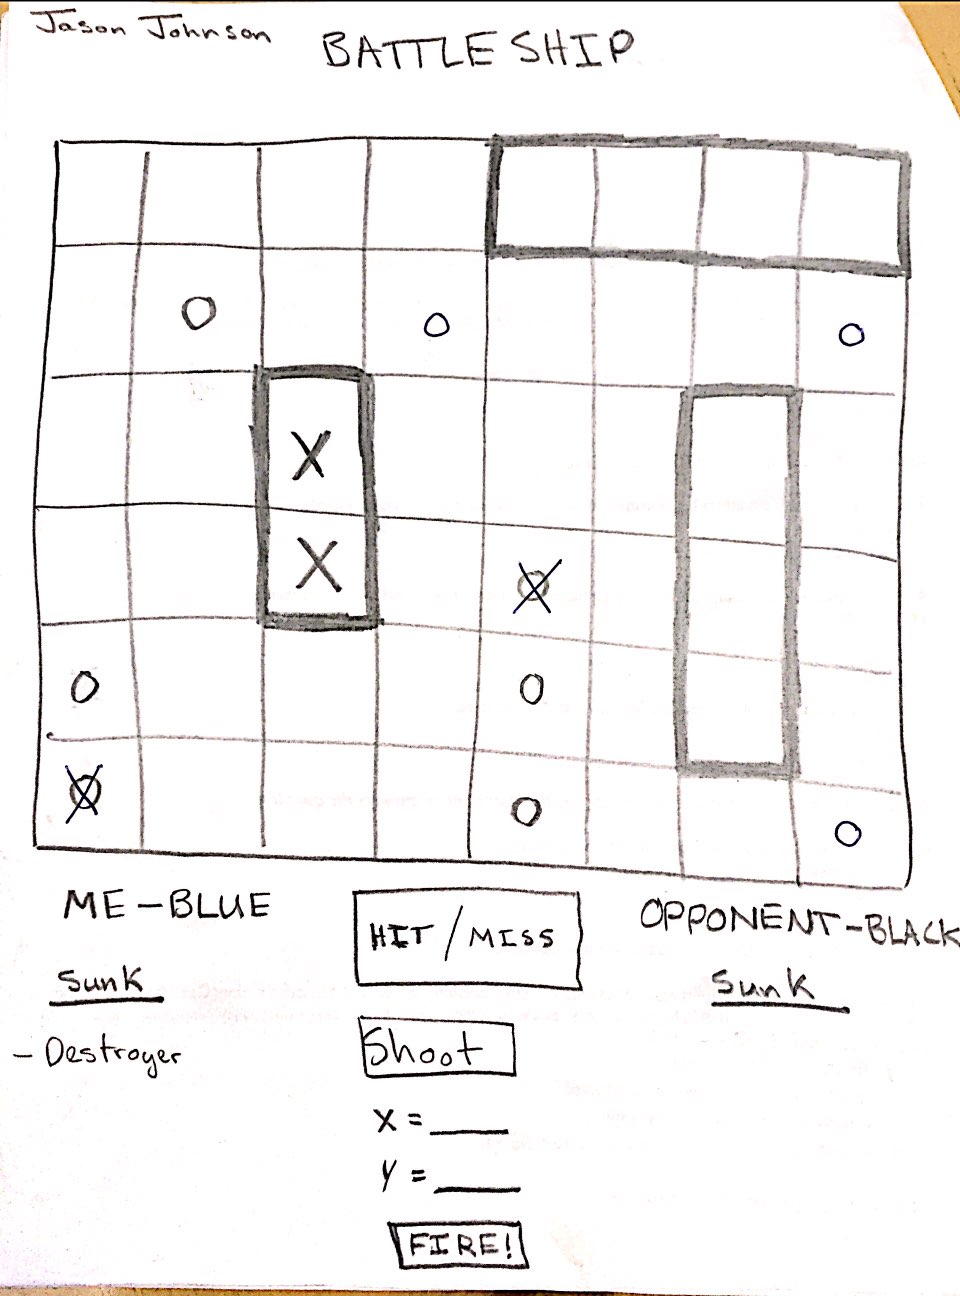 Jason Johnson
BATTLESHIP
O O O
X
X O
O O
O O O
ME - BLUE
HIT / MISS
OPPONENT - BLACK
Sunk
Sunk
- Destroyer
Shoot
X = ____
Y = ____
FIRE!